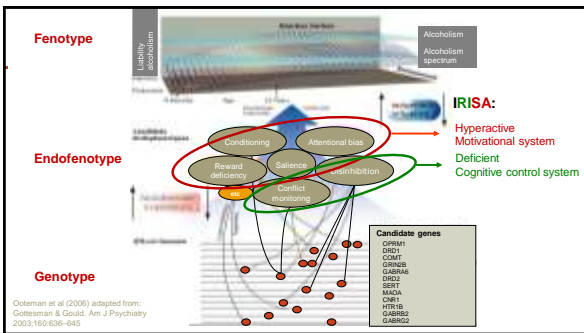 Fenotype
Liability
alcoholism
Alcoholism
Alcoholism
spectrum
IRISA:
Hyperactive
Motivational system
Deficient
Cognitive control system
Conditioning
Attentional bias
Endofenotype
Reward
deficiency
Salience
Disinhibition
etc
Conflict
monitoring
Genotype
Candidate genes
OPRM1
DRD1
COMT
GRIN2B
GABRA6
DRD2
SERT
MAOA
CNR1
HTR1B
GABRB2
GABRG2
Ooteman et al (2006) adapted from:
Gottesman & Gould. Am J Psychiatry
2003;160:636–645